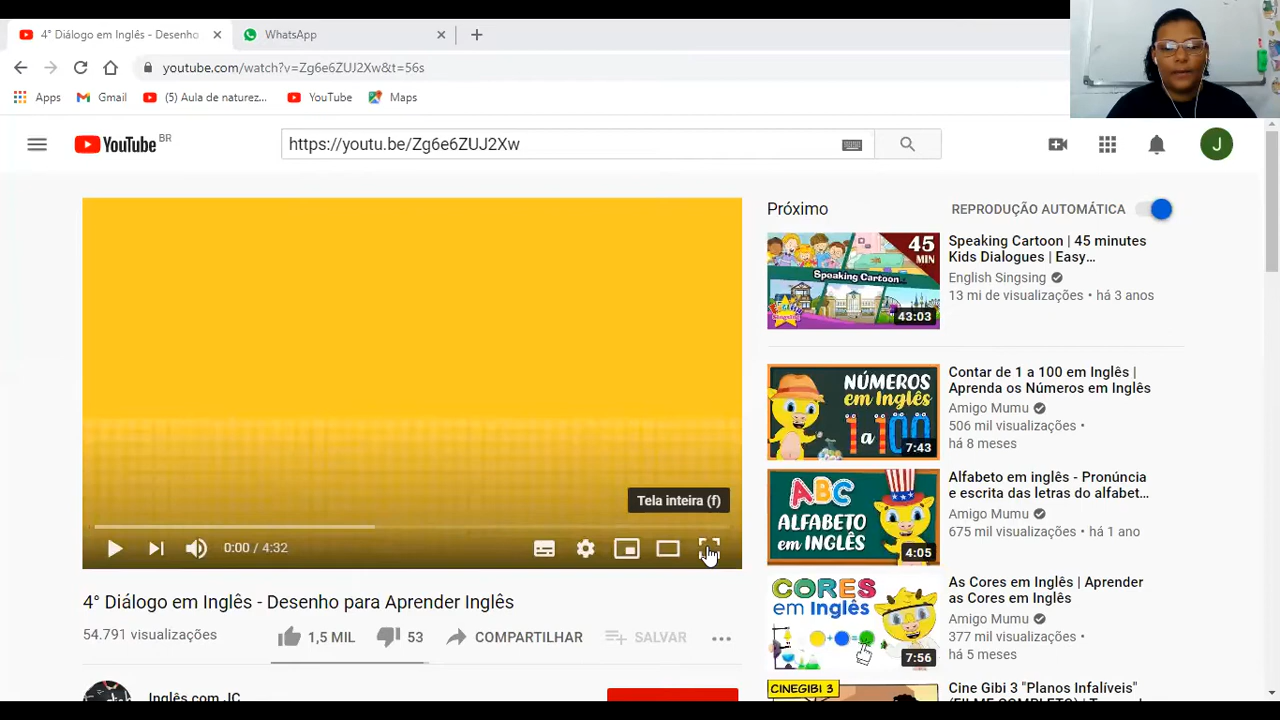 4° Diálogo em Inglês - Desenho
WhatsApp
youtube.com/watch?v=Zg6e6ZUJ2Xw&t=56s
Apps
Gmail
(5) Aula de naturez...
YouTube
Maps
YouTube BR
https://youtu.be/Zg6e6ZUJ2Xw
J
Tela inteira (f)
0:00 / 4:32
4° Diálogo em Inglês - Desenho para Aprender Inglês
54.791 visualizações
1,5 MIL
53
COMPARTILHAR
SALVAR
Inglês com JC
Próximo
REPRODUÇÃO AUTOMÁTICA
45
MIN
Speaking Cartoon
Singsing
43:03
Speaking Cartoon | 45 minutes
Kids Dialogues | Easy...
English Singsing
13 mi de visualizações • há 3 anos
NÚMEROS
em Inglês
1 a 100
7:43
Contar de 1 a 100 em Inglês |
Aprenda os Números em Inglês
Amigo Mumu
506 mil visualizações •
há 8 meses
ABC
ALFABETO
em INGLÊS
4:05
Alfabeto em inglês - Pronúncia
e escrita das letras do alfabet...
Amigo Mumu
675 mil visualizações • há 1 ano
CORES
em Inglês
7:56
As Cores em Inglês | Aprender
as Cores em Inglês
Amigo Mumu
377 mil visualizações •
há 5 meses
CINEGIBI 3
Cine Gibi 3 "Planos Infalíveis"